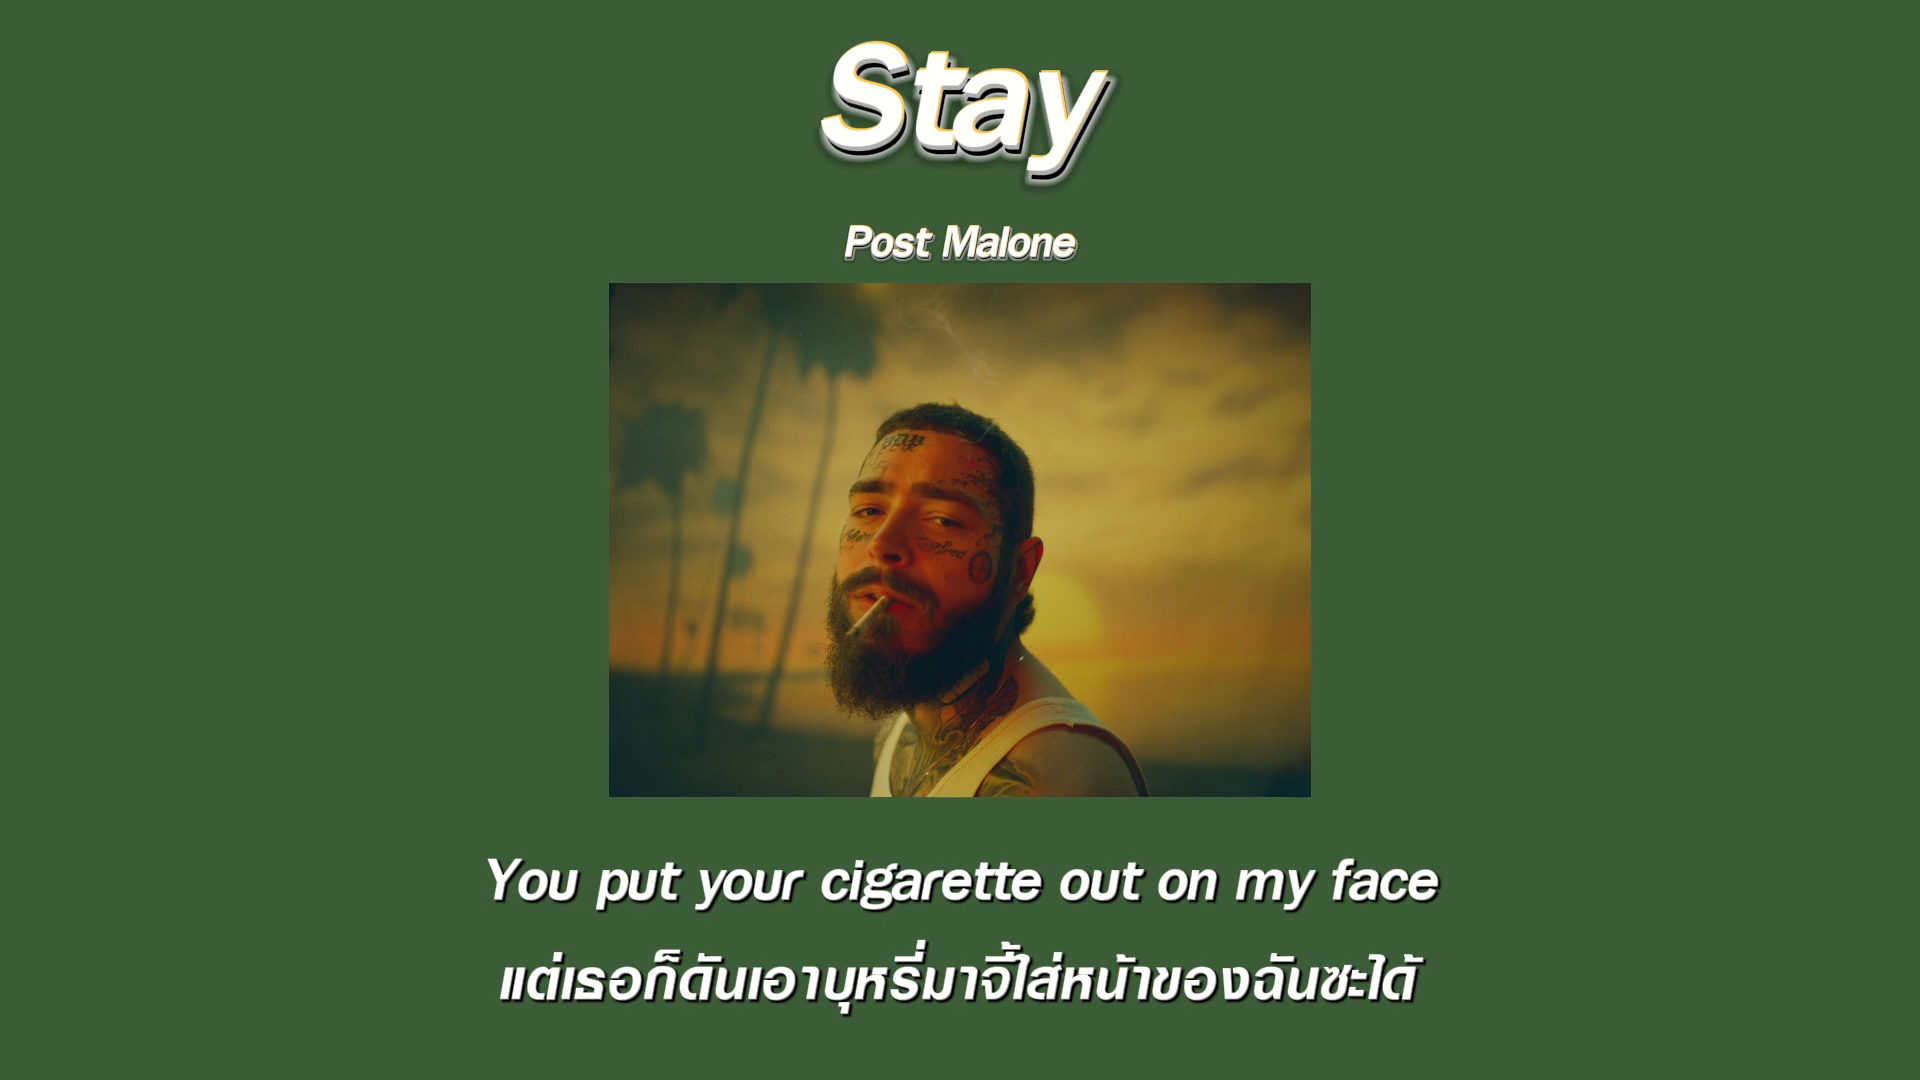 Stay
Post Malone
You put your cigarette out on my face
แต่เธอก็ดันเอาบุหรี่มาจี้ใส่หน้าของฉันซะได้